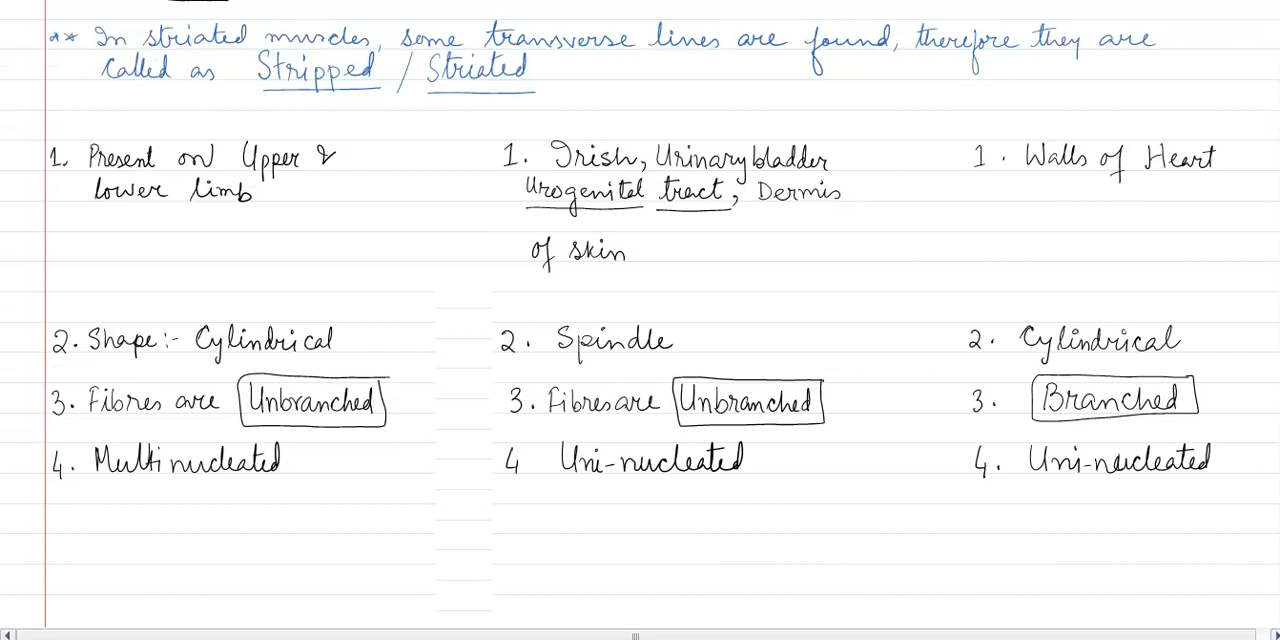 ** In striated muscles, some transverse lines are found, therefore they are
called as Stripped / Striated
1. Present on Upper &
lower limb
1. Irish, Urinary bladder
Urogenital tract, Dermis
of skin
1. Walls of Heart
2. Shape:- Cylindrical
2. Spindle
2. Cylindrical
3. Fibres are Unbranched
3. Fibres are Unbranched
3. Branched
4. Multinucleated
4 Uni-nucleated
4. Uni-nucleated